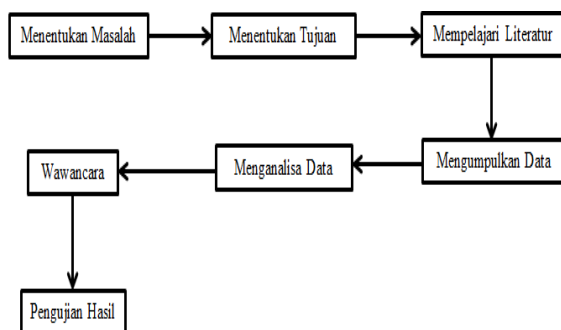 Menentukan Masalah
Menentukan Tujuan
Mempelajari Literatur
Mengumpulkan Data
Menganalisa Data
Wawancara
Pengujian Hasil